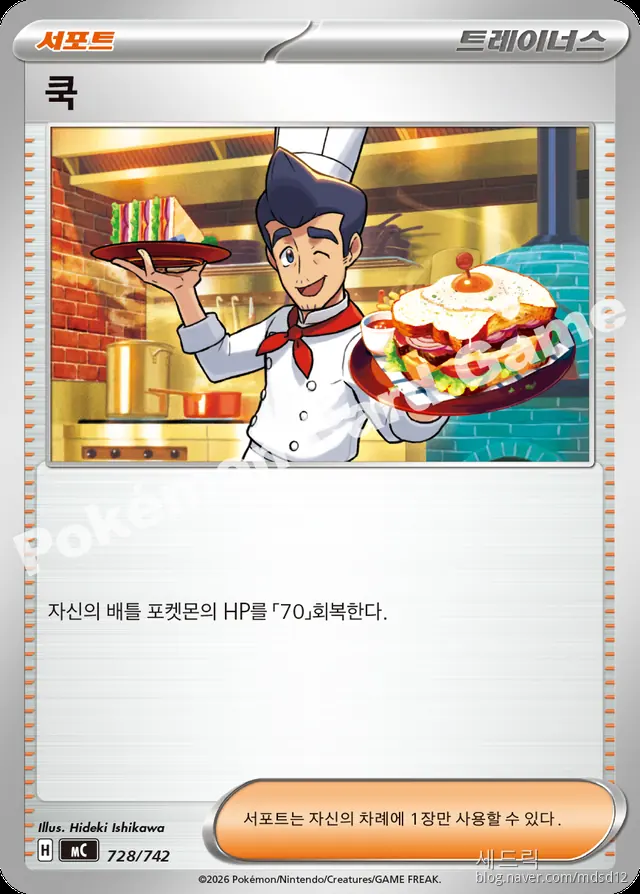 서포트
트레이너스
쿡
Pokémon Card Game
자신의 배틀 포켓몬의 HP를 「70」회복한다.
서포트는 자신의 차례에 1장만 사용할 수 있다.
Illus. Hideki Ishikawa
H MC 728/742
©2026 Pokémon/Nintendo/Creatures/GAME FREAK.
세드릭
blog.naver.com/mdsd12